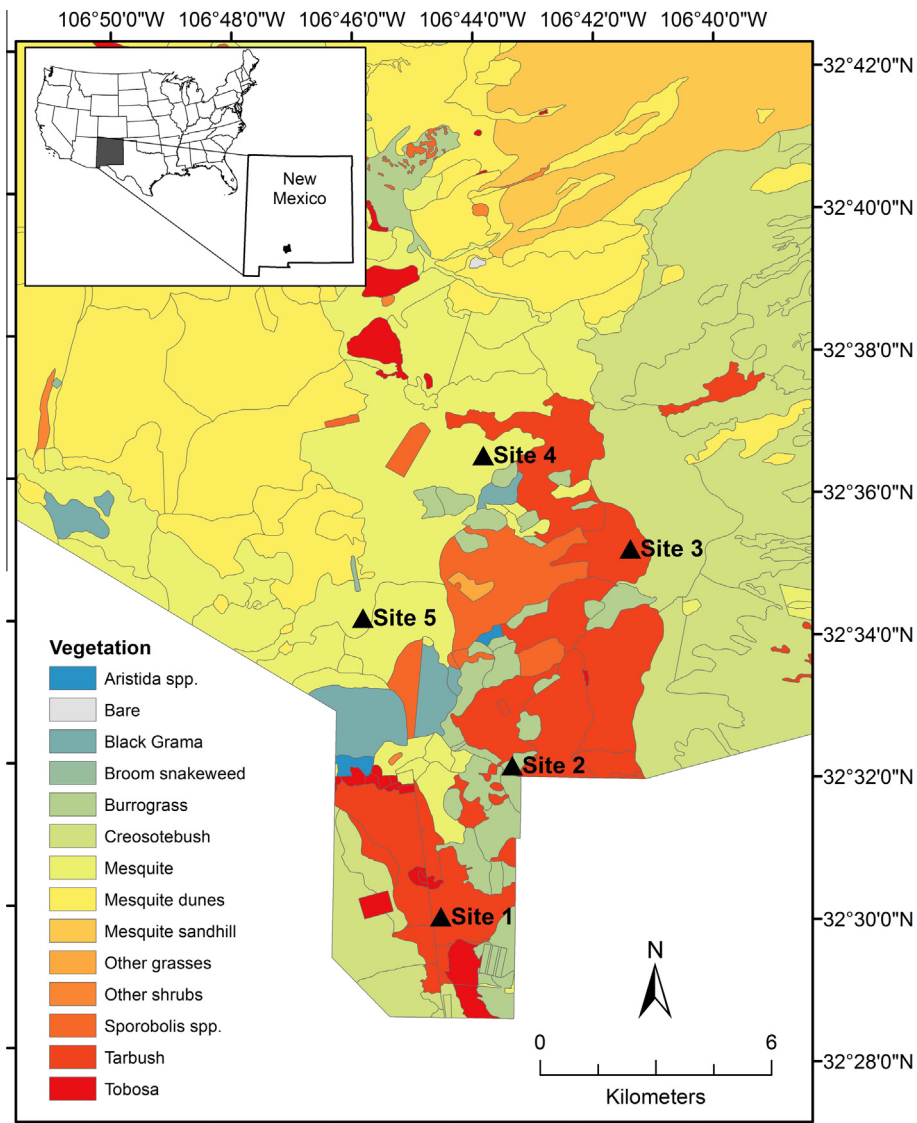 106°50'0"W 106°48'0"W 106°46'0"W 106°44'0"W 106°42'0"W 106°40'0"W
32°42'0"N
New
Mexico
32°40'0"N
32°38'0"N
Site 4
32°36'0"N
Site 3
Site 5
32°34'0"N
Vegetation
Aristida spp.
Bare
Black Grama
Broom snakeweed
Burrograss
Creosotebush
Mesquite
Mesquite dunes
Mesquite sandhill
Other grasses
Other shrubs
Sporobolis spp.
Tarbush
Tobosa
Site 2
32°32'0"N
Site 1
32°30'0"N
N
0 6
Kilometers
32°28'0"N